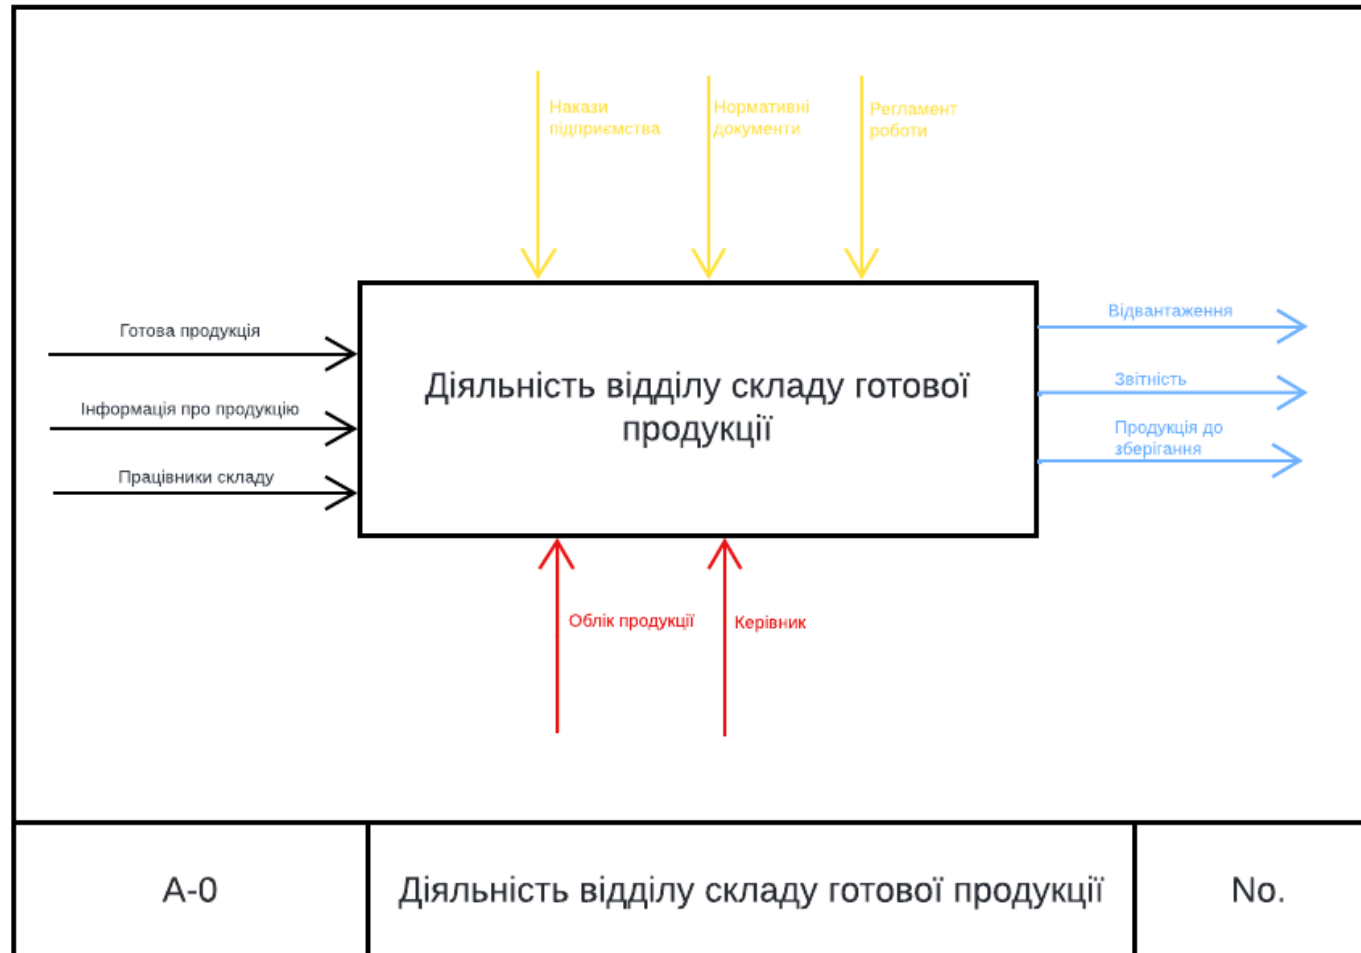 Накази
підприємства
Нормативні
документи
Регламент
роботи
Готова продукція
Інформація про продукцію
Працівники складу
Діяльність відділу складу готової
продукції
Відвантаження
Звітність
Продукція до
зберігання
Облік продукції
Керівник
А-0
Діяльність відділу складу готової продукції
No.